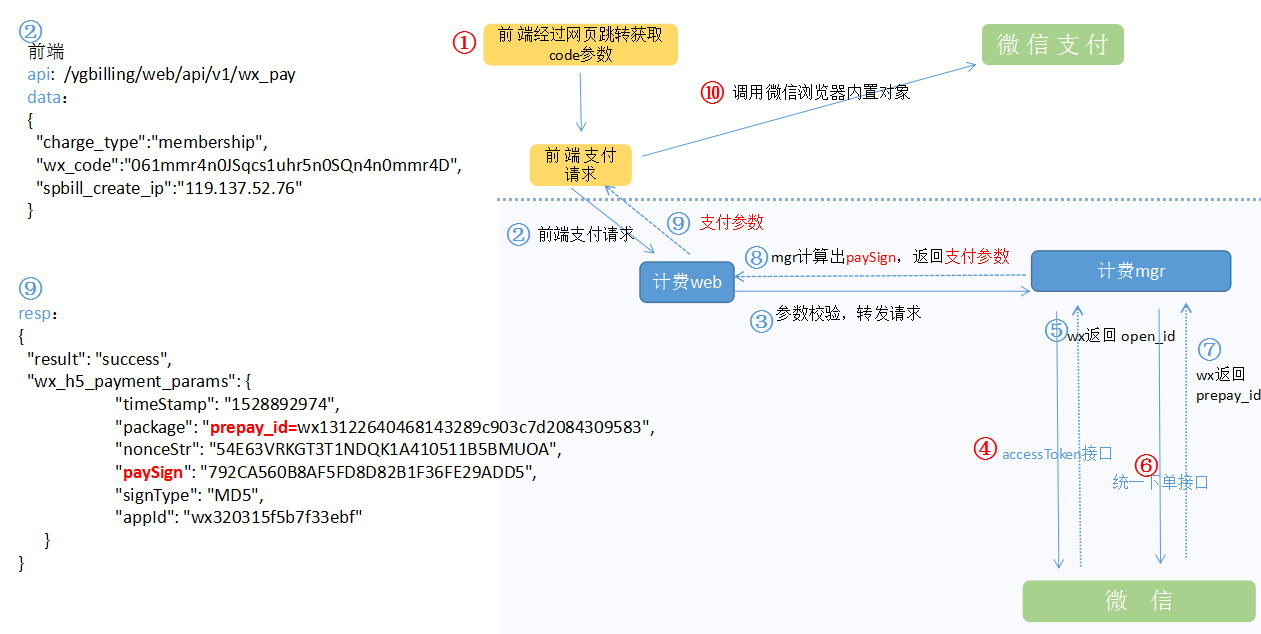 ②
前端
api: /ygbilling/web/api/v1/wx_pay
data：
{
"charge_type":"membership",
"wx_code":"061mmr4n0JSqcs1uhr5n0SQn4n0mmr4D",
"spbill_create_ip":"119.137.52.76"
}
⑨
resp：
{
"result": "success",
"wx_h5_payment_params": {
"timeStamp": "1528892974",
"package": "prepay_id=wx13122640468143289c903c7d2084309583",
"nonceStr": "54E63VRKGT3T1NDQK1A410511B5BMUOA",
"paySign": "792CA560B8AF5FD8D82B1F36FE29ADD5",
"signType": "MD5",
"appId": "wx320315f5b7f33ebf"
}
}
①
前端经过网页跳转获取
code参数
微信支付
⑩ 调用微信浏览器内置对象
前端支付
请求
② 前端支付请求
⑨ 支付参数
⑧ mgr计算出paySign，返回支付参数
计费web
计费mgr
③ 参数校验，转发请求
⑤ wx返回 open_id
⑦
wx返回
prepay_id
④ accessToken接口
⑥
统一下单接口
微 信